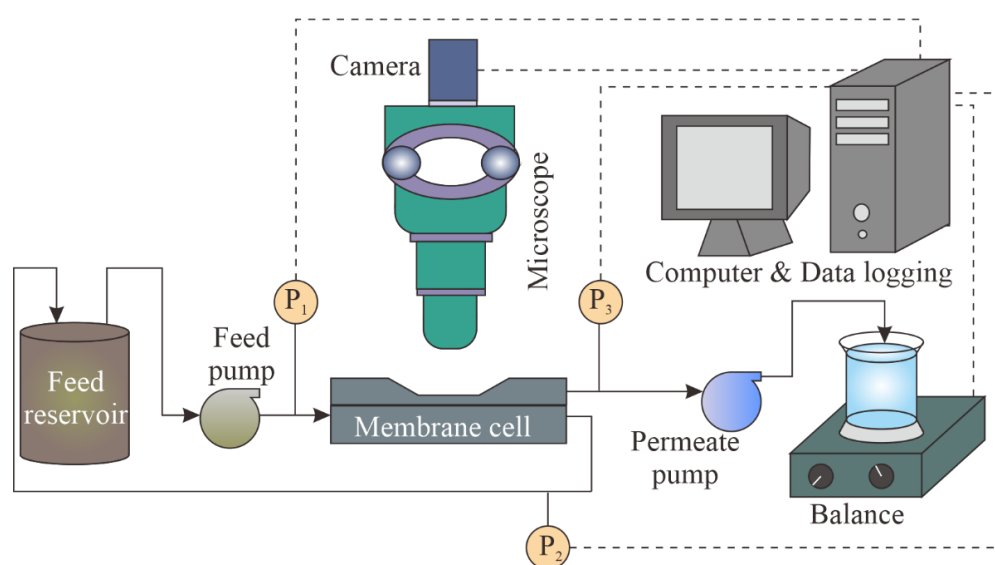 Camera
Microscope
Computer & Data logging
P₁
P₃
Feed
pump
Feed
reservoir
Membrane cell
Permeate
pump
Balance
P₂